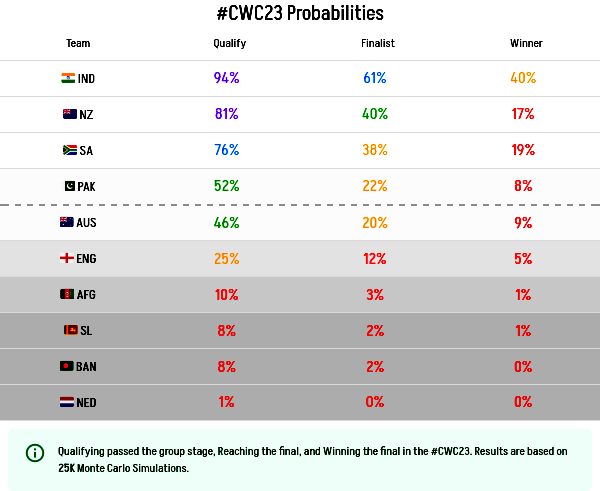 #CWC23 Probabilities
Team Qualify Finalist Winner
IND 94% 61% 40%
NZ 81% 40% 17%
SA 76% 38% 19%
PAK 52% 22% 8%
AUS 46% 20% 9%
ENG 25% 12% 5%
AFG 10% 3% 1%
SL 8% 2% 1%
BAN 8% 2% 0%
NED 1% 0% 0%
Qualifying passed the group stage, Reaching the final, and Winning the final in the #CWC23. Results are based on
25K Monte Carlo Simulations.